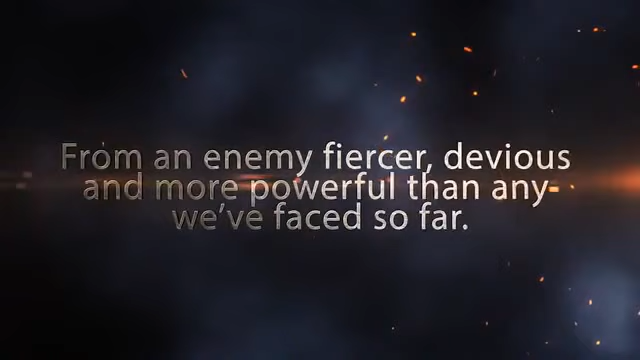 From an enemy fiercer, devious
and more powerful than any
we've faced so far.